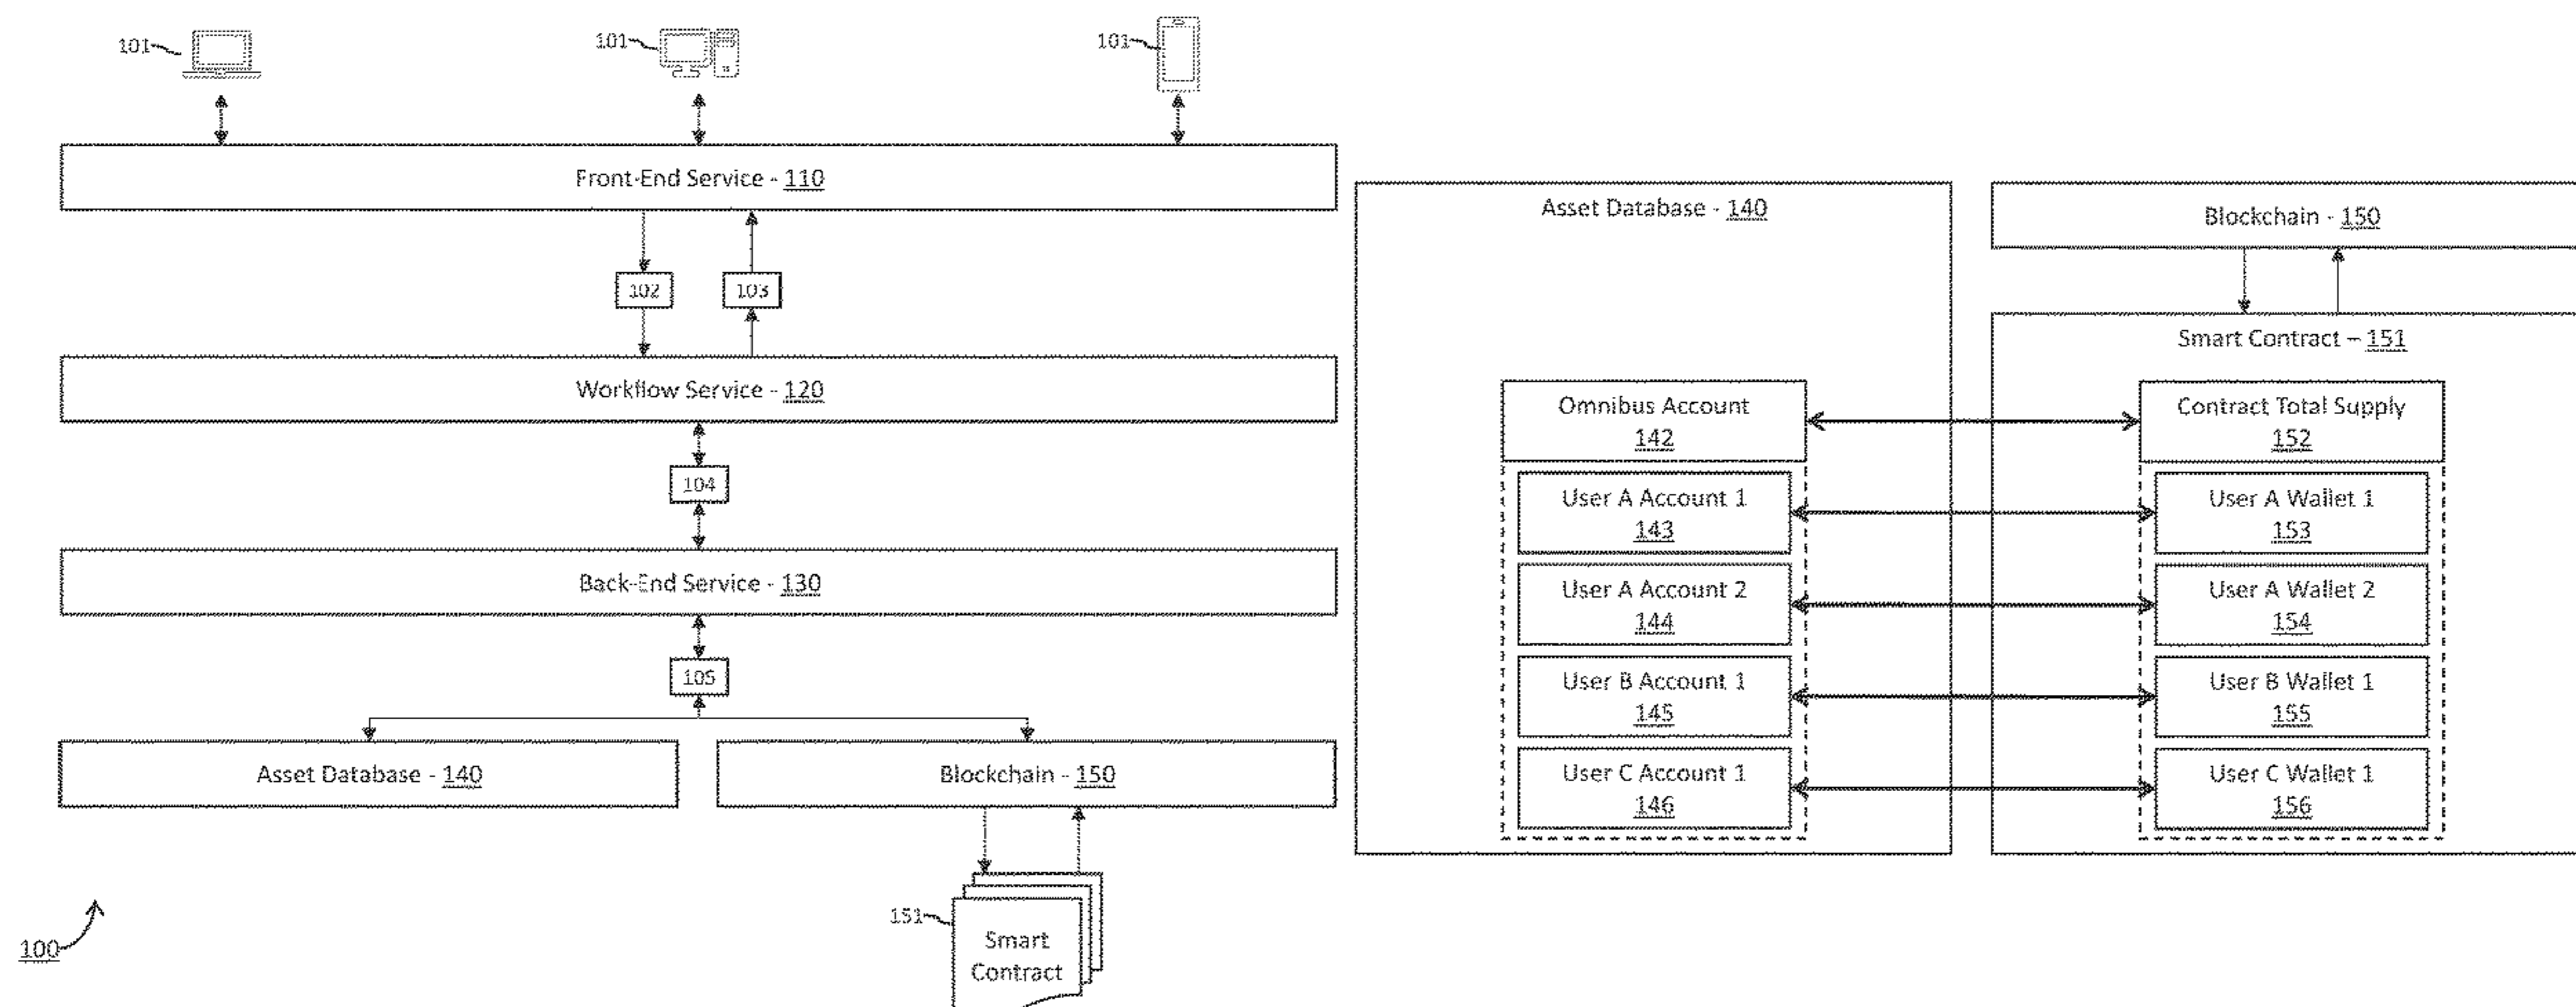 101
101
101
Front-End Service - 110
102
103
Workflow Service - 120
104
Back-End Service - 130
105
Asset Database - 140
Blockchain - 150
151
Smart
Contract
100
Asset Database - 140
Omnibus Account
142
User A Account 1
143
User A Account 2
144
User B Account 1
145
User C Account 1
146
Blockchain - 150
Smart Contract – 151
Contract Total Supply
152
User A Wallet 1
153
User A Wallet 2
154
User B Wallet 1
155
User C Wallet 1
156